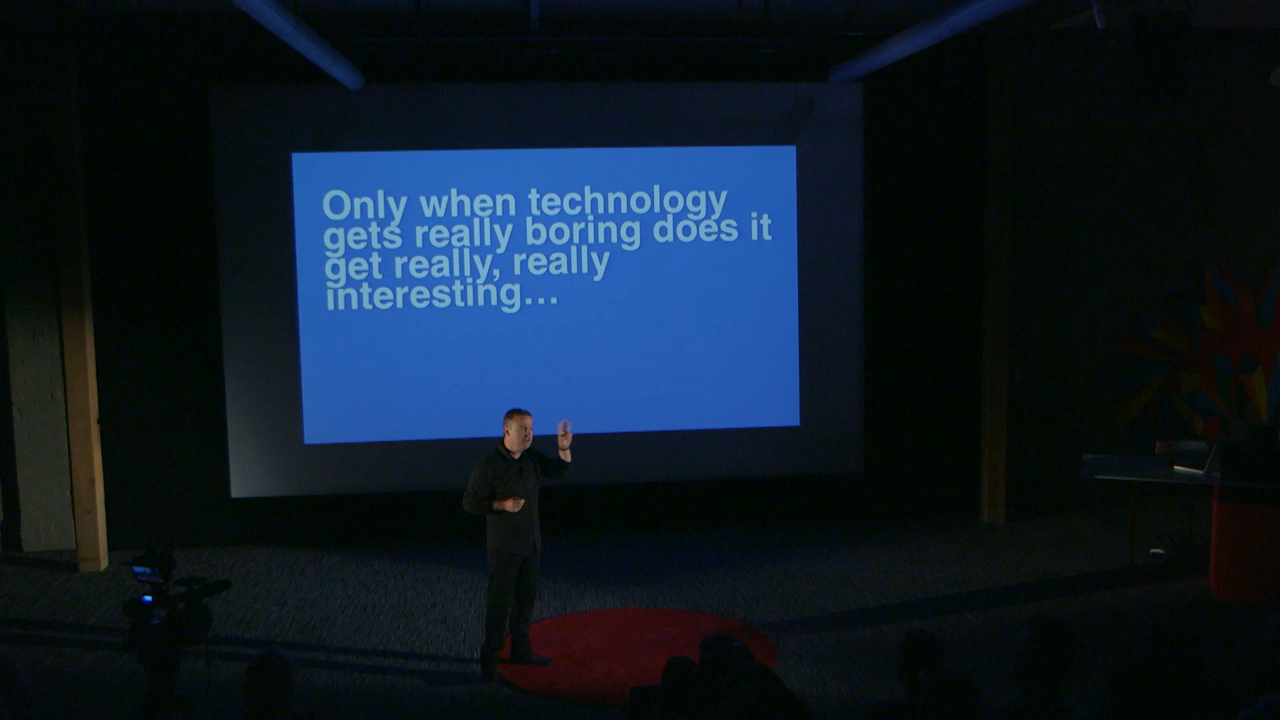 Only when technology
gets really boring does it
get really, really
interesting...